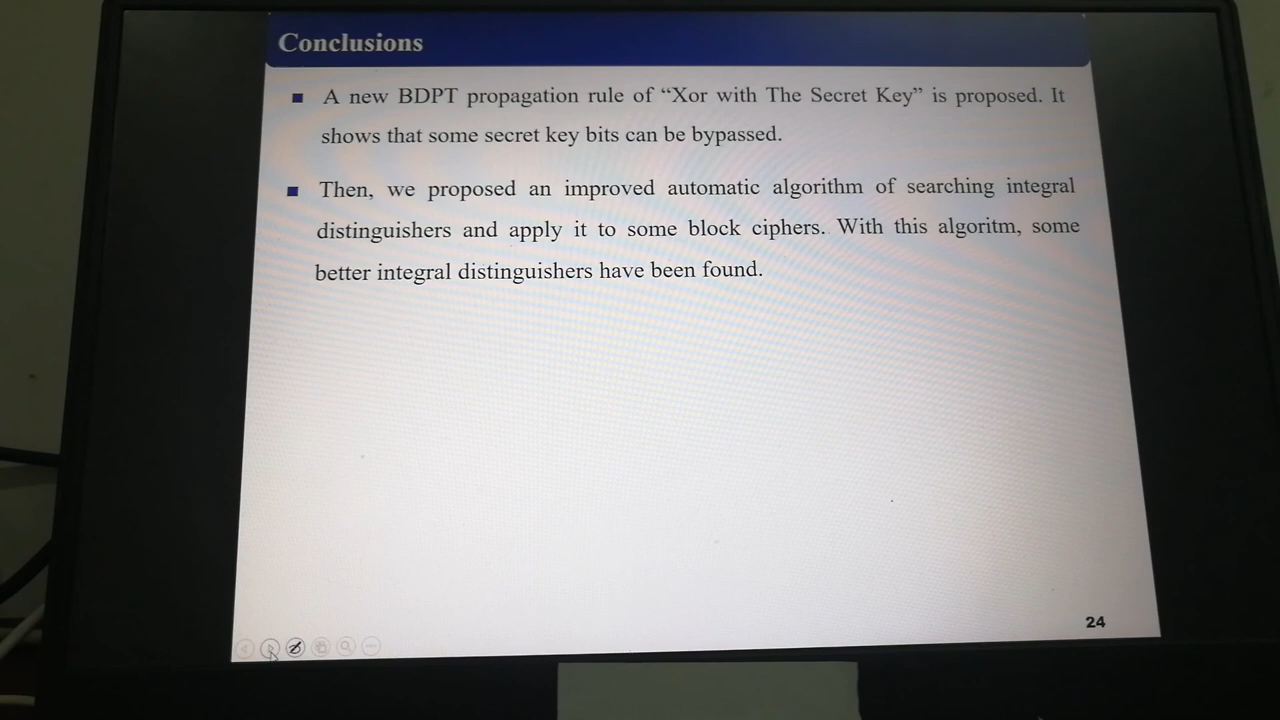 Conclusions
▪ A new BDPT propagation rule of “Xor with The Secret Key” is proposed. It
shows that some secret key bits can be bypassed.
▪ Then, we proposed an improved automatic algorithm of searching integral
distinguishers and apply it to some block ciphers. With this algoritm, some
better integral distinguishers have been found.
24